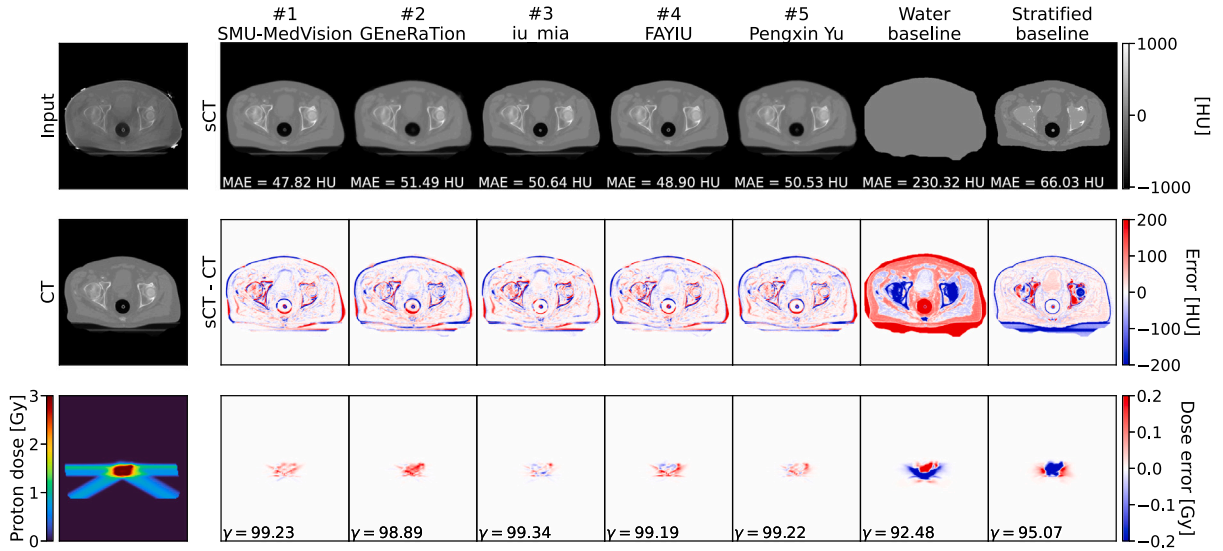 #1
SMU-MedVision
#2
GEneRaTion
#3
iu_mia
#4
FAYIU
#5
Pengxin Yu
Water
baseline
Stratified
baseline
Input
sCT
MAE = 47.82 HU
MAE = 51.49 HU
MAE = 50.64 HU
MAE = 48.90 HU
MAE = 50.53 HU
MAE = 230.32 HU
MAE = 66.03 HU
1000
0
−1000
[HU]
CT
sCT - CT
200
100
0
−100
−200
Error [HU]
Proton dose [Gy]
3
2
1
0
γ = 99.23
γ = 98.89
γ = 99.34
γ = 99.19
γ = 99.22
γ = 92.48
γ = 95.07
0.2
0.1
0.0
−0.1
−0.2
Dose error [Gy]